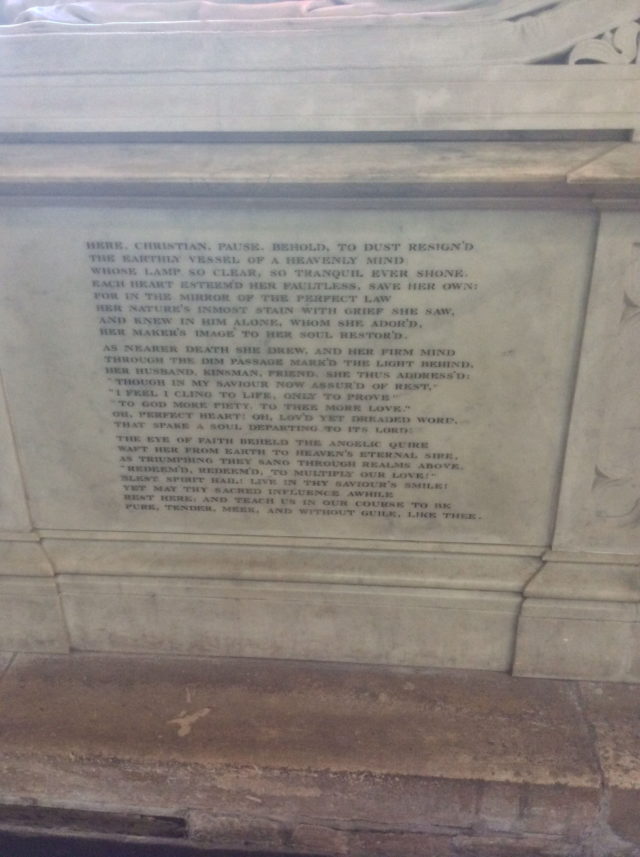 HERE, CHRISTIAN, PAUSE. BEHOLD, TO DUST RESIGN'D
THE EARTHLY VESSEL OF A HEAVENLY MIND
WHOSE LAMP SO CLEAR, SO TRANQUIL EVER SHONE.
EACH HEART ESTEEM'D HER FAULTLESS, SAVE HER OWN:
FOR IN THE MIRROR OF THE PERFECT LAW
HER NATURE'S INMOST STAIN WITH GRIEF SHE SAW,
AND KNEW IN HIM ALONE, WHOM SHE ADOR'D,
HER MAKER'S IMAGE TO HER SOUL RESTOR'D.
AS NEARER DEATH SHE DREW, AND HER FIRM MIND
THROUGH THE DIM PASSAGE MARK'D THE LIGHT BEHIND,
HER HUSBAND, KINSMAN, FRIEND, SHE THUS ADDRESS'D:
"THOUGH IN MY SAVIOUR NOW ASSUR'D OF REST,"
"I FEEL I CLING TO LIFE, ONLY TO PROVE"
"TO GOD MORE PIETY, TO THEE MORE LOVE."
OH, PERFECT HEART! OH, LOV'D YET DREADED WORD,
THAT SPAKE A SOUL DEPARTING TO ITS LORD!
THE EYE OF FAITH BEHELD THE ANGELIC QUIRE
WAFT HER FROM EARTH TO HEAVEN'S ETERNAL SIRE,
AS TRIUMPHING THEY SANG THROUGH REALMS ABOVE,
"REDEEM'D, REDEEM'D, TO MULTIPLY OUR LOVE!"
BLEST SPIRIT HAIL! LIVE IN THY SAVIOUR'S SMILE!
YET MAY THY SACRED INFLUENCE AWHILE
REST HERE; AND TEACH US IN OUR COURSE TO BE
PURE, TENDER, MEEK, AND WITHOUT GUILE, LIKE THEE.